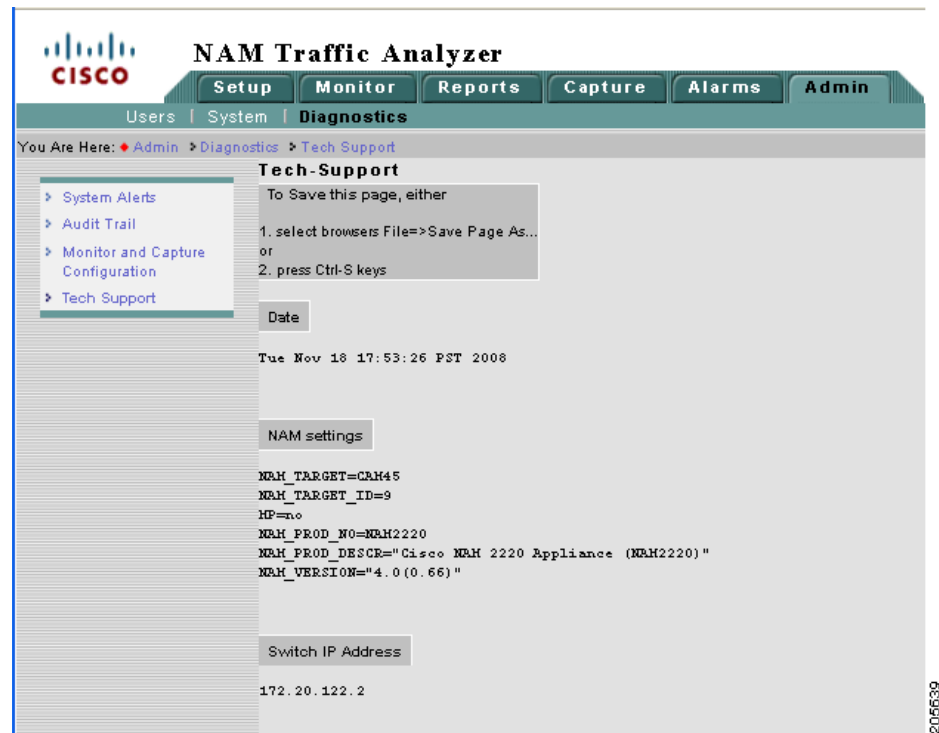 CISCO
NAM Traffic Analyzer
Setup Monitor Reports Capture Alarms Admin
Users | System | Diagnostics
You Are Here: Admin Diagnostics Tech Support
System Alerts
Audit Trail
Monitor and Capture
Configuration
Tech Support
Tech-Support
To Save this page, either
1. select browsers File=>Save Page As...
or
2. press Ctrl-S keys
Date
Tue Nov 18 17:53:26 PST 2008
NAM settings
NAM_TARGET=CAM45
NAM_TARGET_ID=9
HP=no
NAM_PROD_NO=NAM2220
NAM_PROD_DESCR="Cisco NAM 2220 Appliance (NAM2220)"
NAM_VERSION="4.0(0.66)"
Switch IP Address
172.20.122.2
205639